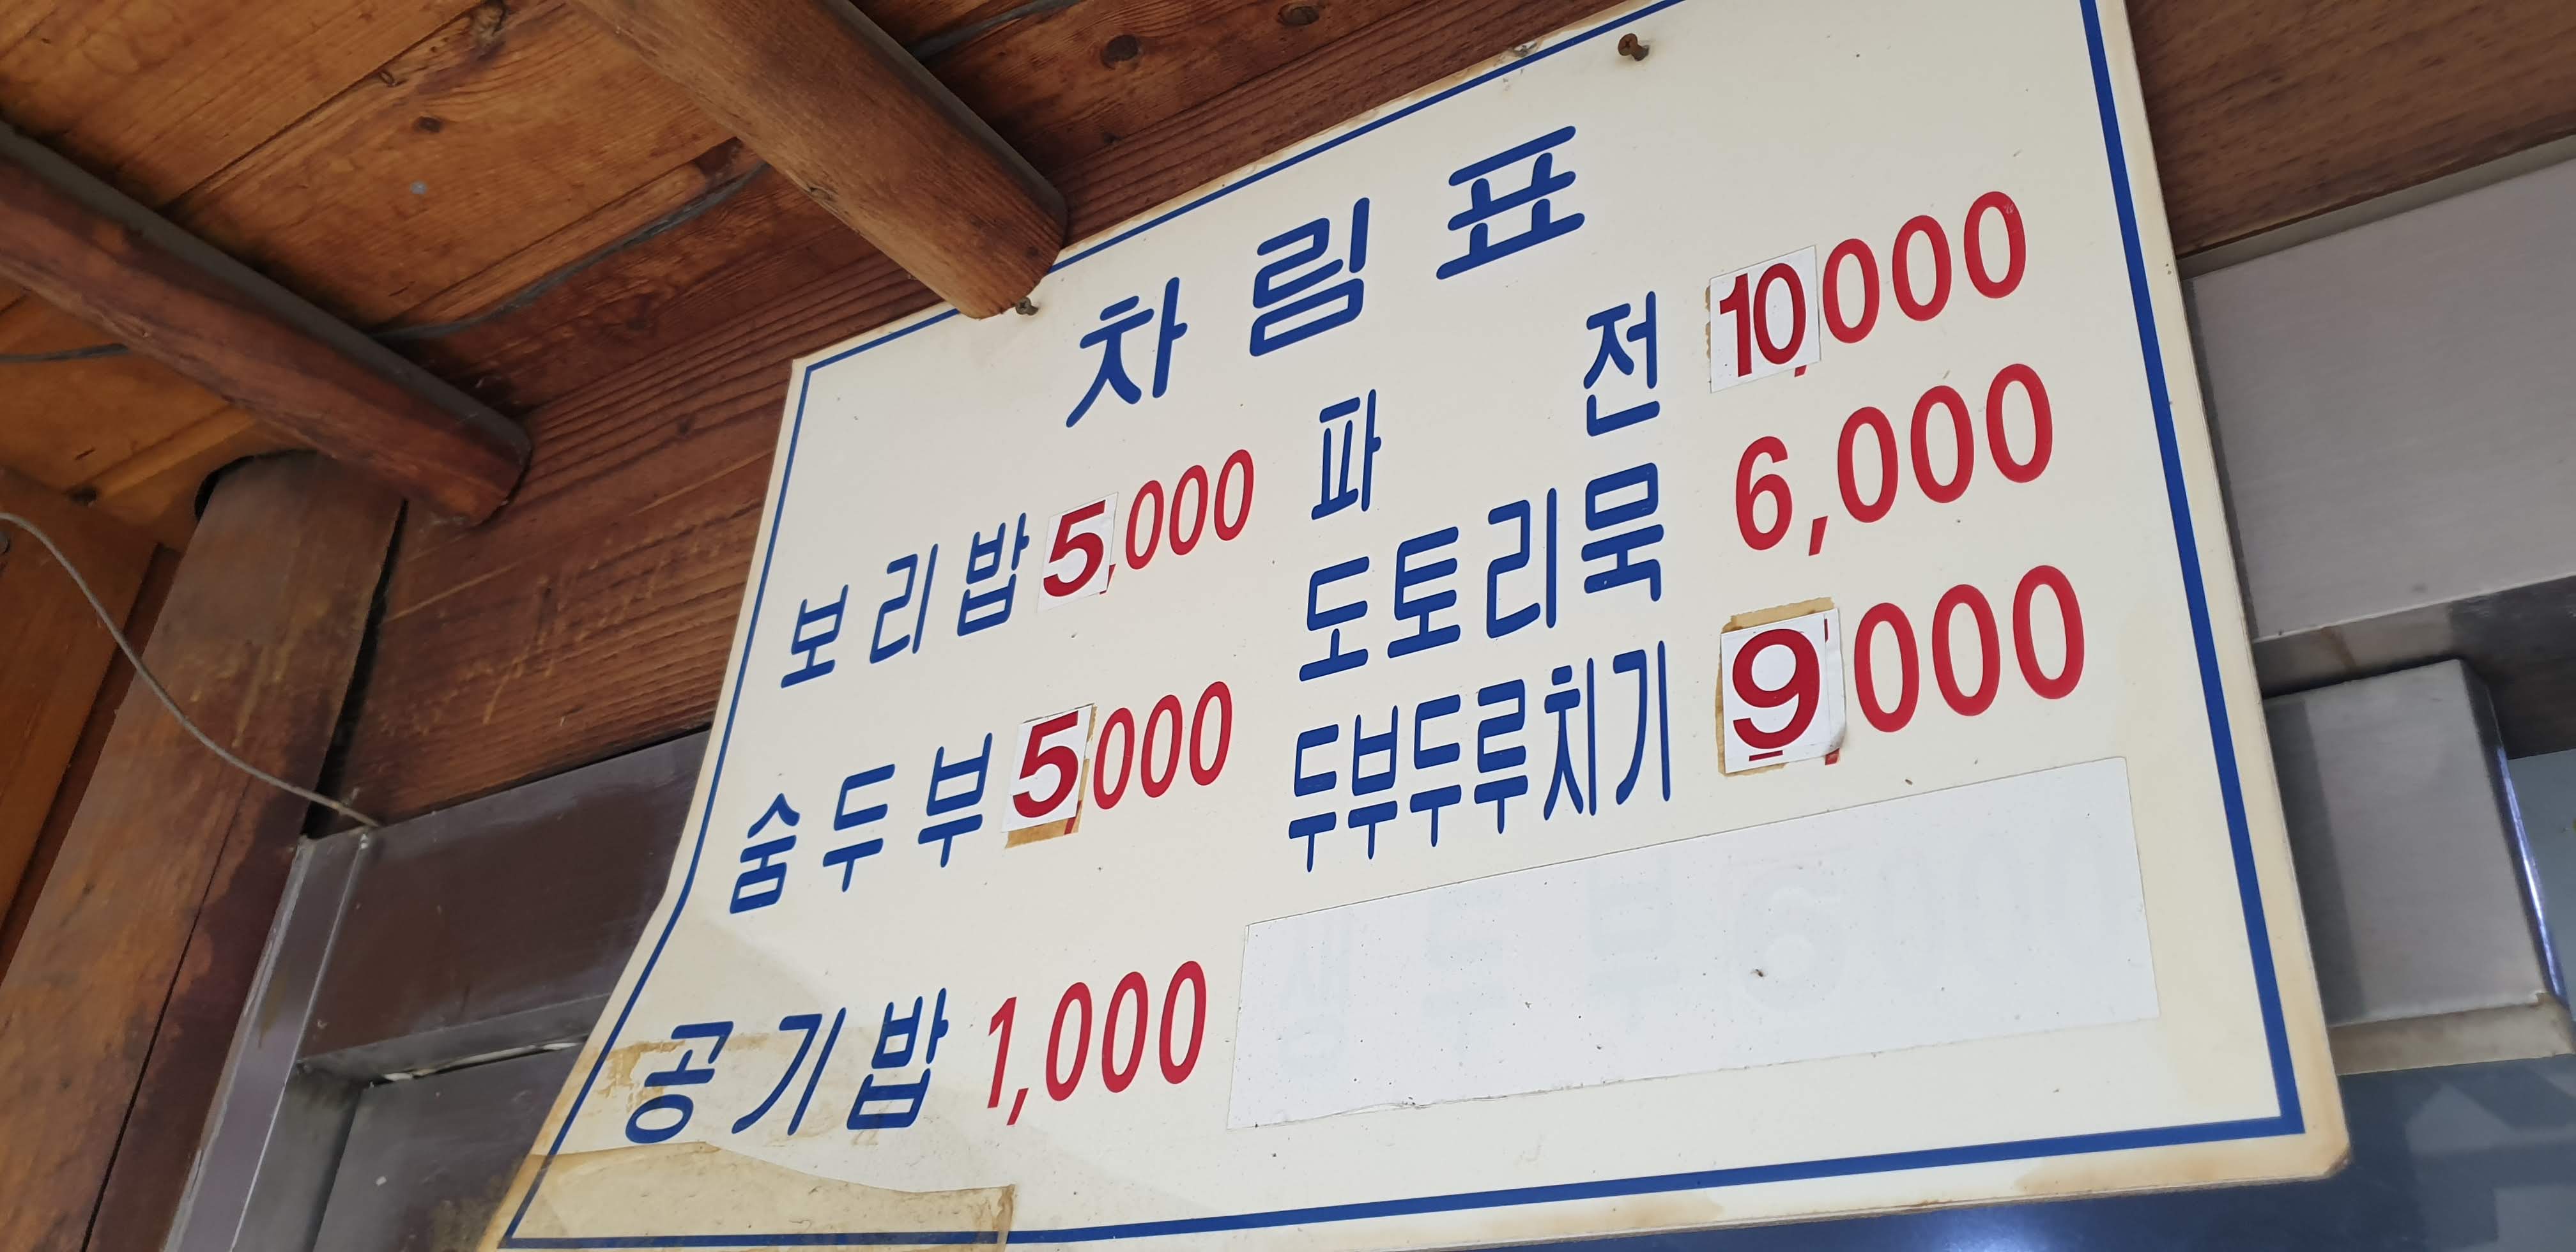 차림표
보리밥 5,000
숨두부 5,000
공기밥 1,000
파전 10,000
도토리묵 6,000
두부두루치기 9,000